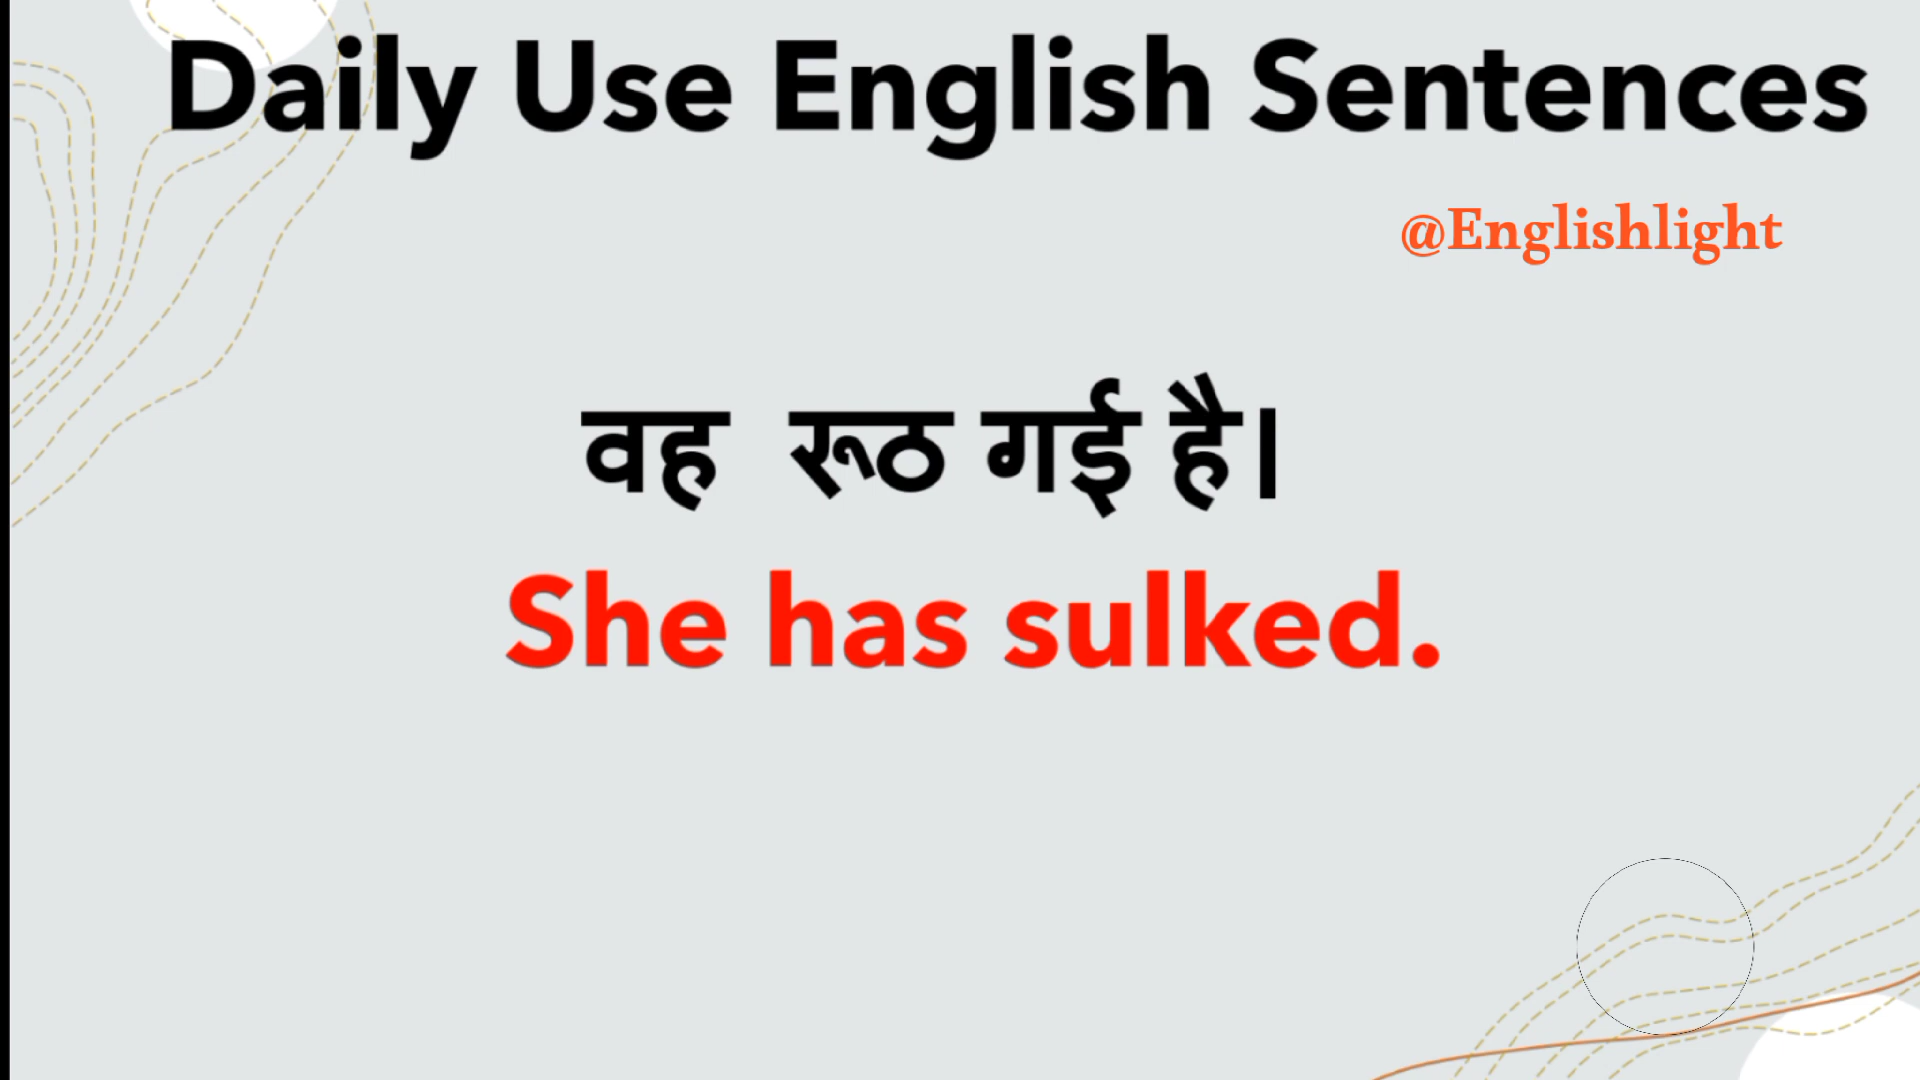 Daily Use English Sentences
@Englishlight
वह रूठ गई है।
She has sulked.